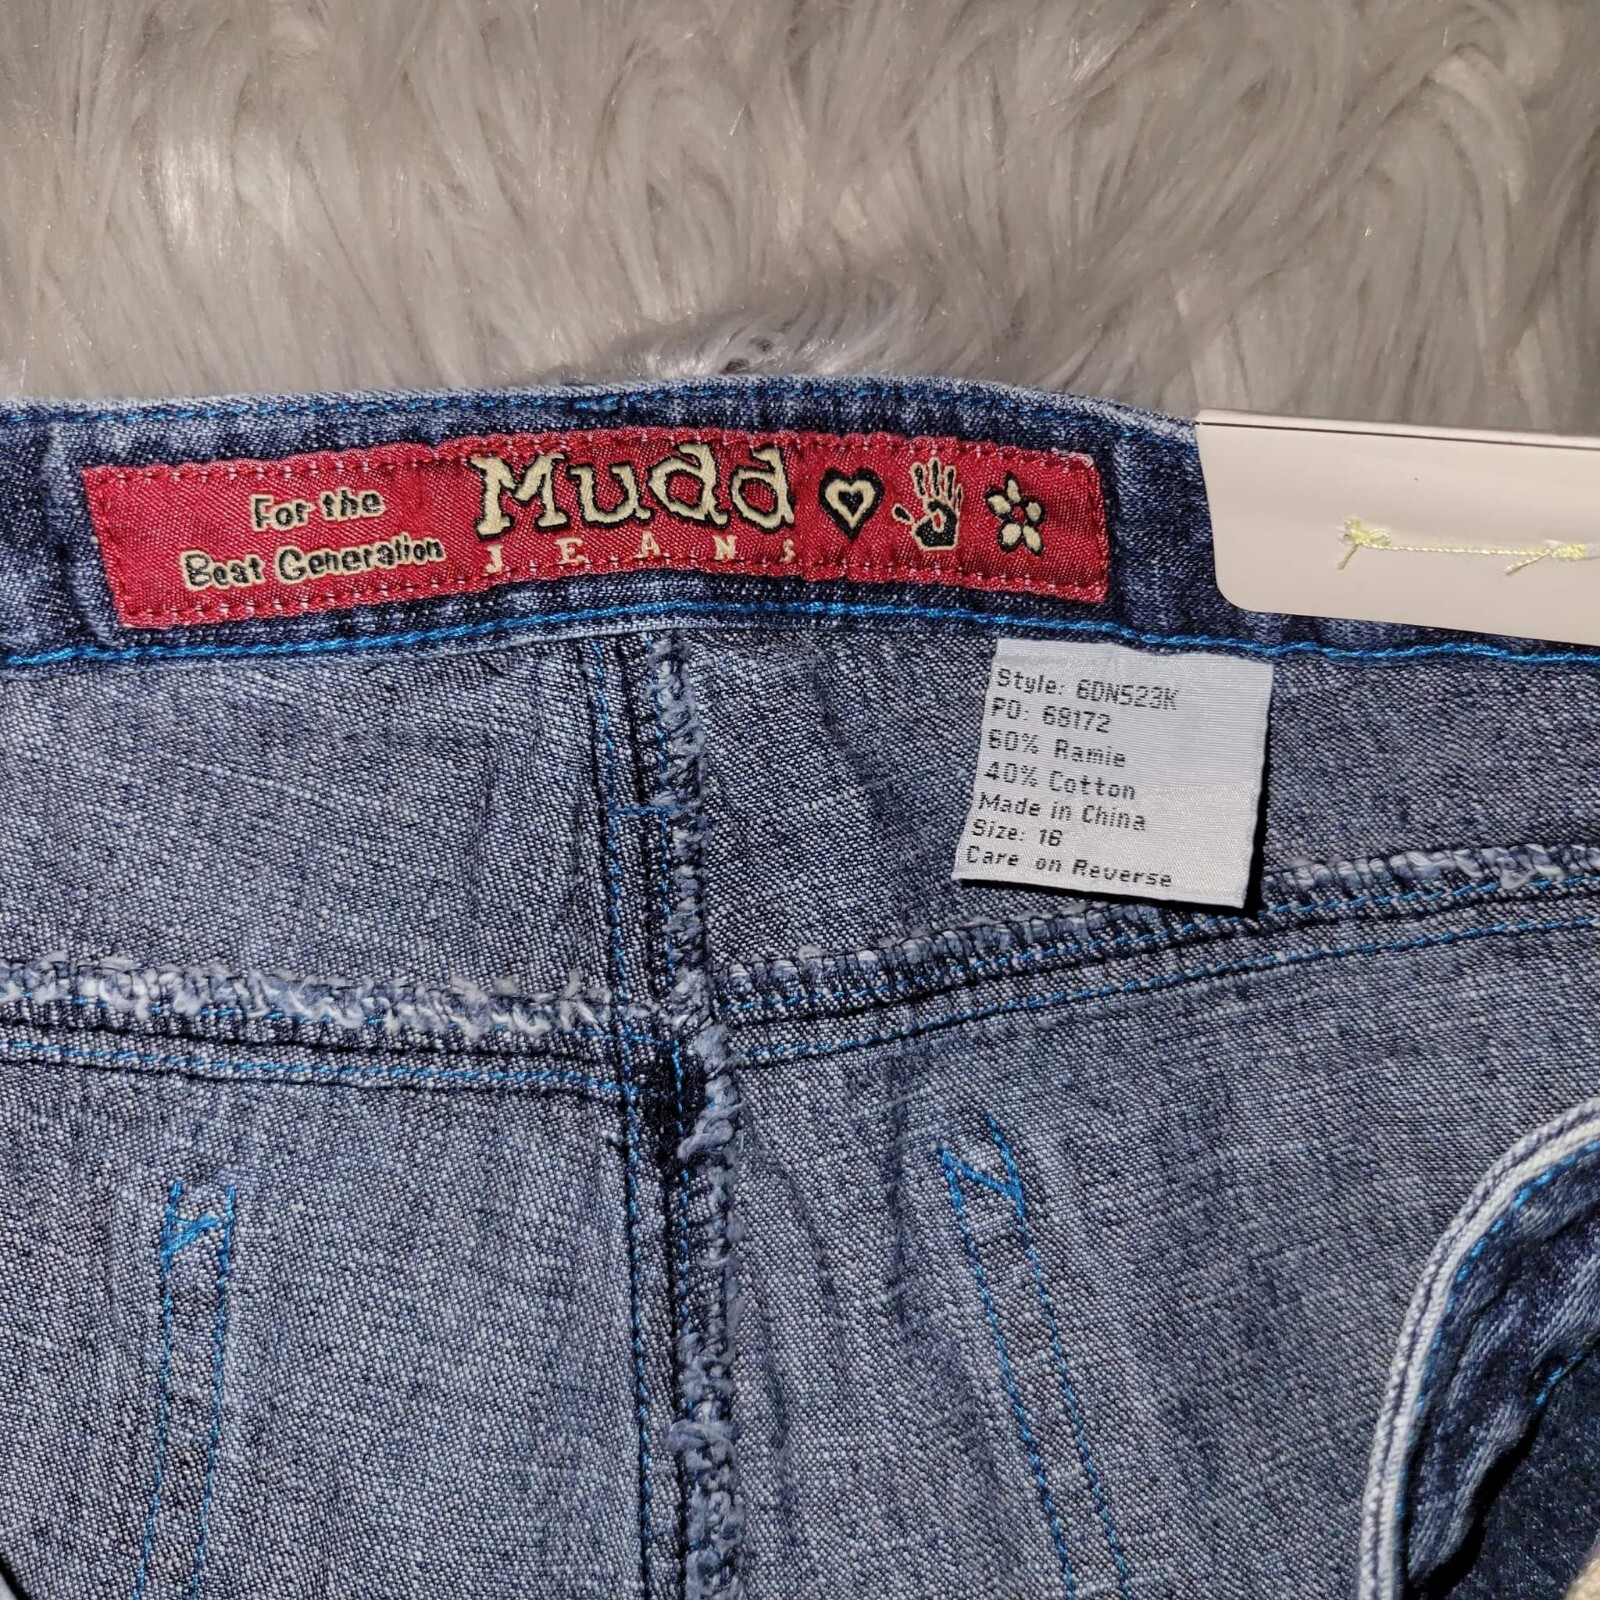 For the
Beat Generation
Mudd
JEANS
Style: 6DN523K
PO: 68172
60% Ramie
40% Cotton
Made in China
Size: 16
Care on Reverse